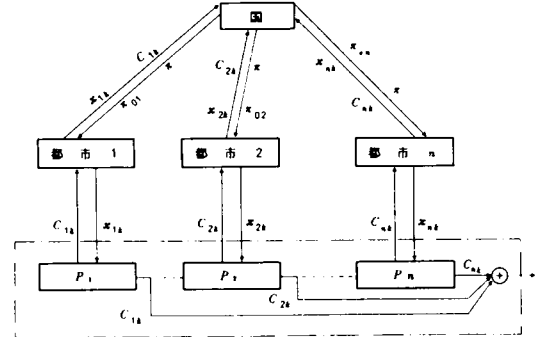 国
C₁ₖ
π
x₁ₖ
x₀₁
C₂ₖ
π
x₂ₖ
x₀₂
x₀ₙ
xₙₖ
π
Cₙₖ
都市 1
都市 2
都市 n
C₁ₖ
x₁ₖ
C₂ₖ
x₂ₖ
Cₙₖ
xₙₖ
P₁
P₂
Pₙ
Cₙₖ
+
C₂ₖ
C₁ₖ